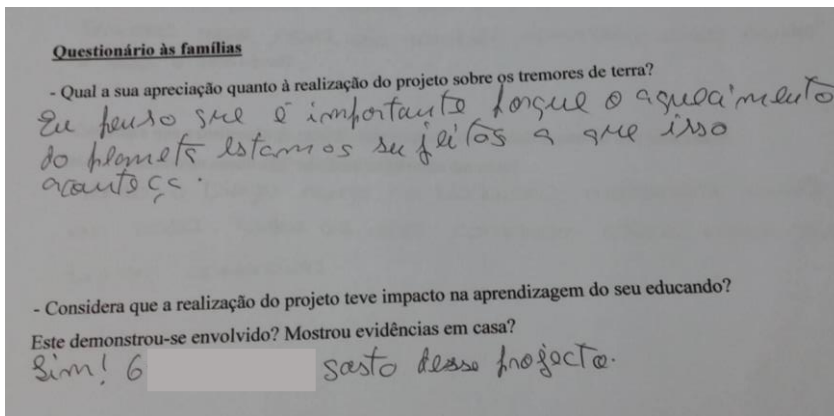 Questionário às famílias
- Qual a sua apreciação quanto à realização do projeto sobre os tremores de terra?
Eu penso que é importante porque o aquecimento
do planeta estamos sujeitos a que isso
aconteça.
- Considera que a realização do projeto teve impacto na aprendizagem do seu educando?
Este demonstrou-se envolvido? Mostrou evidências em casa?
Sim! desse projecto.